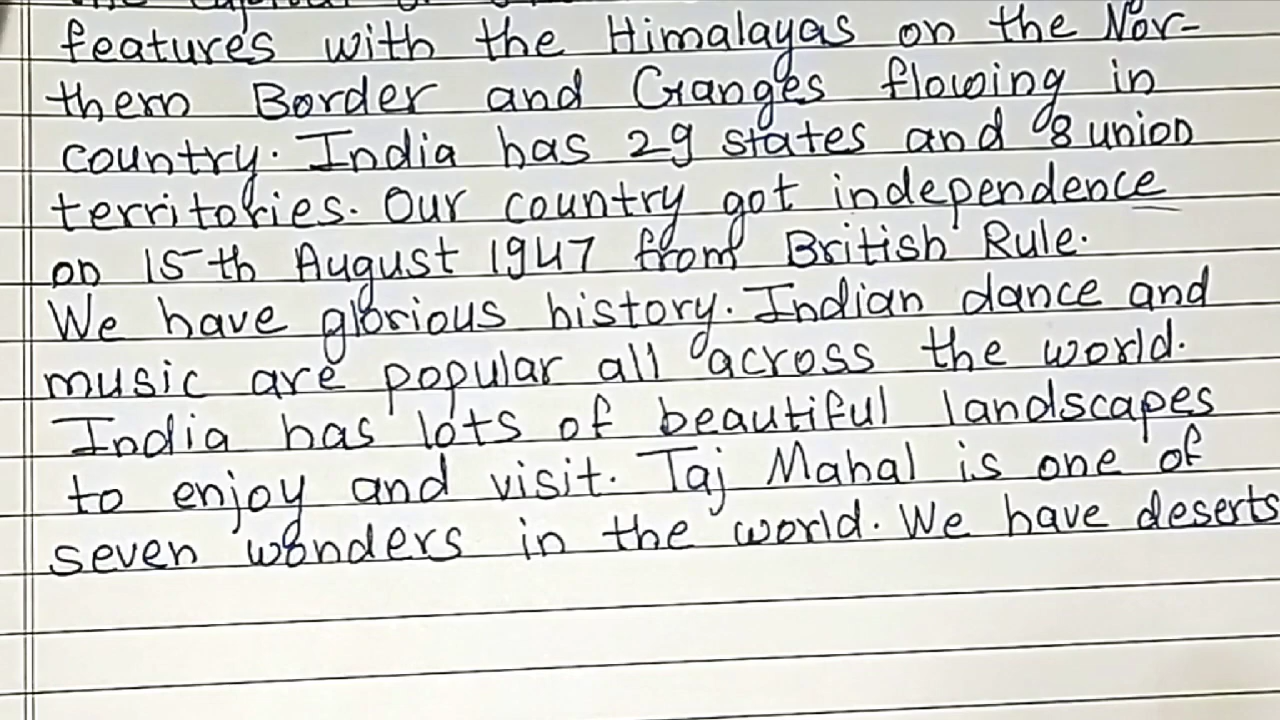 features with the Himalayas on the Nor-
thern Border and Ganges flowing in
country. India has 29 states and 8 union
territories. Our country got independence
on 15th August 1947 from British Rule.
We have glorious history. Indian dance and
music are popular all across the world.
India has lots of beautiful landscapes
to enjoy and visit. Taj Mahal is one of
seven wonders in the world. We have deserts